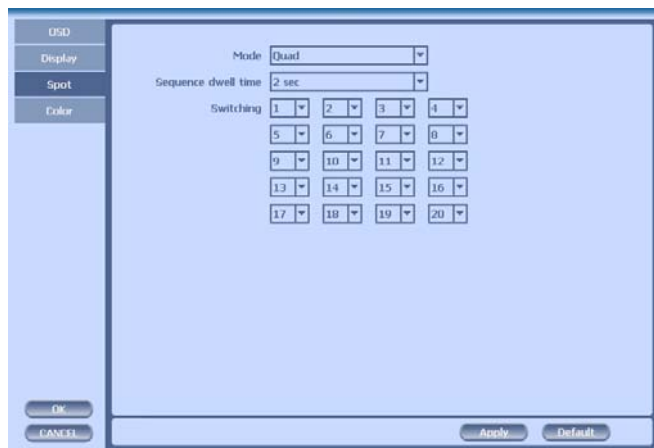 OSD
Display
Spot
Color
Mode Quad
Sequence dwell time 2 sec
Switching 1 2 3 4
5 6 7 8
9 10 11 12
13 14 15 16
17 18 19 20
OK
CANCEL
Apply Default